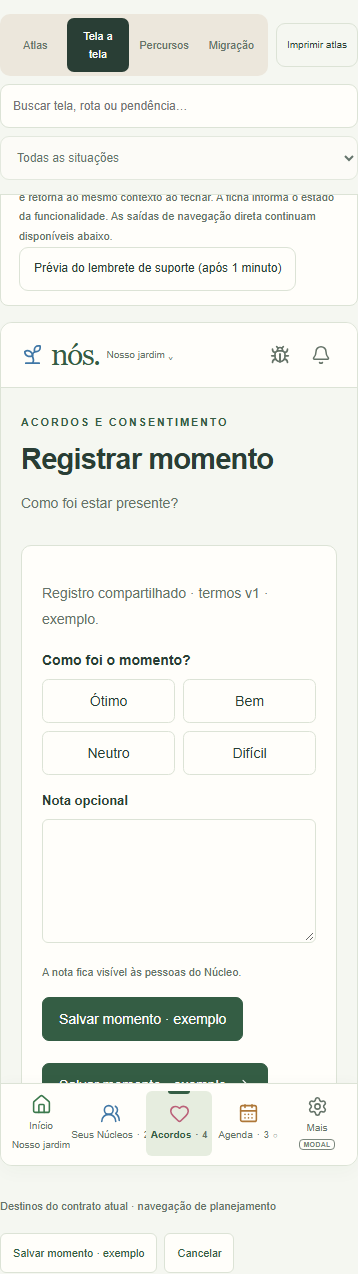 Atlas
Tela a
tela
Percursos
Migração
Imprimir atlas
Buscar tela, rota ou pendência…
Todas as situações
e retorna ao mesmo contexto ao fechar. A ficha informa o estado
da funcionalidade. As saídas de navegação direta continuam
disponíveis abaixo.
Prévia do lembrete de suporte (após 1 minuto)
nós. Nosso jardim
ACORDOS E CONSENTIMENTO
Registrar momento
Como foi estar presente?
Registro compartilhado · termos v1 ·
exemplo.
Como foi o momento?
Ótimo
Bem
Neutro
Difícil
Nota opcional
A nota fica visível às pessoas do Núcleo.
Salvar momento · exemplo
Salvar momento · exemplo
Início
Nosso jardim
Seus Núcleos ·
Acordos · 4
Agenda · 3
Mais
MODAL
Destinos do contrato atual · navegação de planejamento
Salvar momento · exemplo
Cancelar